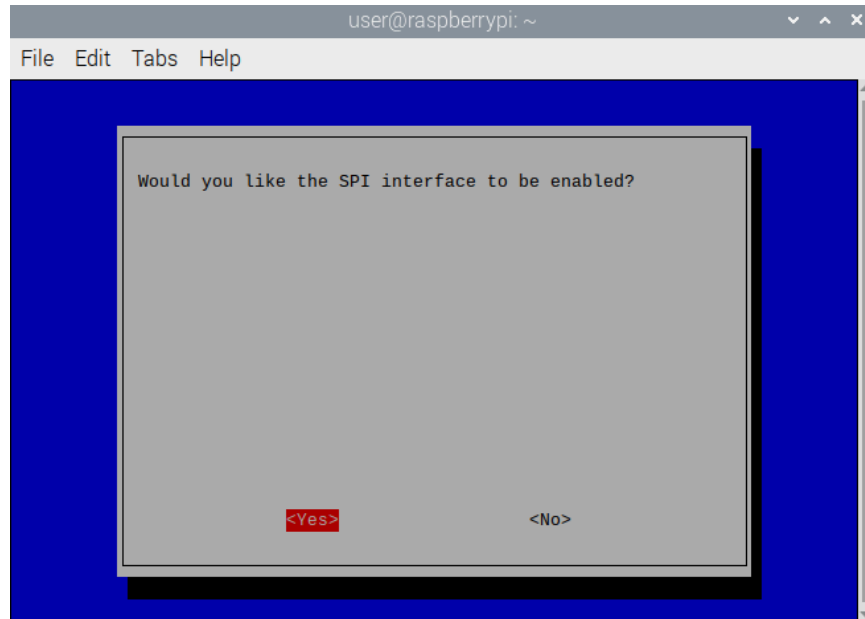 user@raspberrypi: ~
File Edit Tabs Help
Would you like the SPI interface to be enabled?
<Yes> <No>